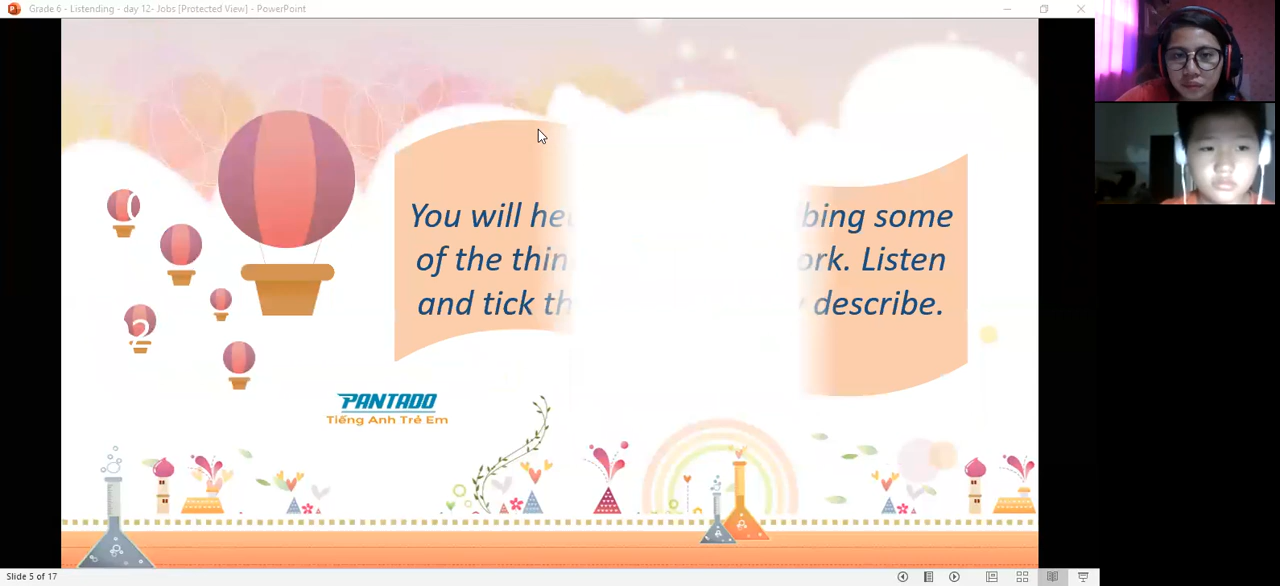 Grade 6 - Listending - day 12- Jobs [Protected View] - PowerPoint
You will he bing some
of the thin ork. Listen
and tick th describe.
2
PANTADO
Tiếng Anh Trẻ Em
Slide 5 of 17